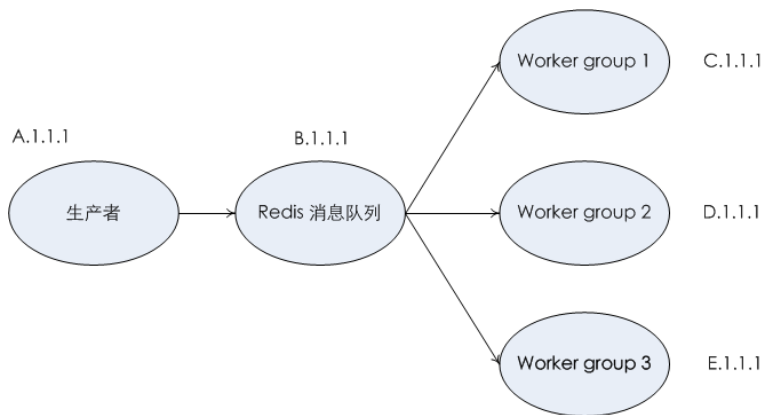 Worker group 1
C.1.1.1
A.1.1.1
B.1.1.1
生产者
Redis 消息队列
Worker group 2
D.1.1.1
Worker group 3
E.1.1.1